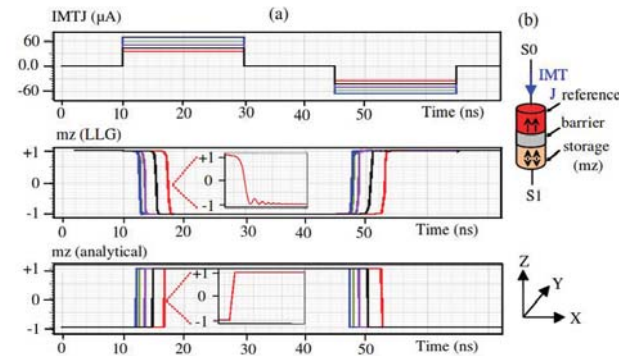 IMTJ (μA)
(a)
60
0.0
-60
0
10
20
30
40
50
Time (ns)
mz (LLG)
+1
0
-1
+1
0
-1
0
10
20
30
40
50
Time (ns)
mz (analytical)
+1
0
-1
+1
0
-1
0
10
20
30
40
50
Time (ns)
(b)
S0
IMT
J
reference
barrier
storage
(mz)
S1
Z
Y
X